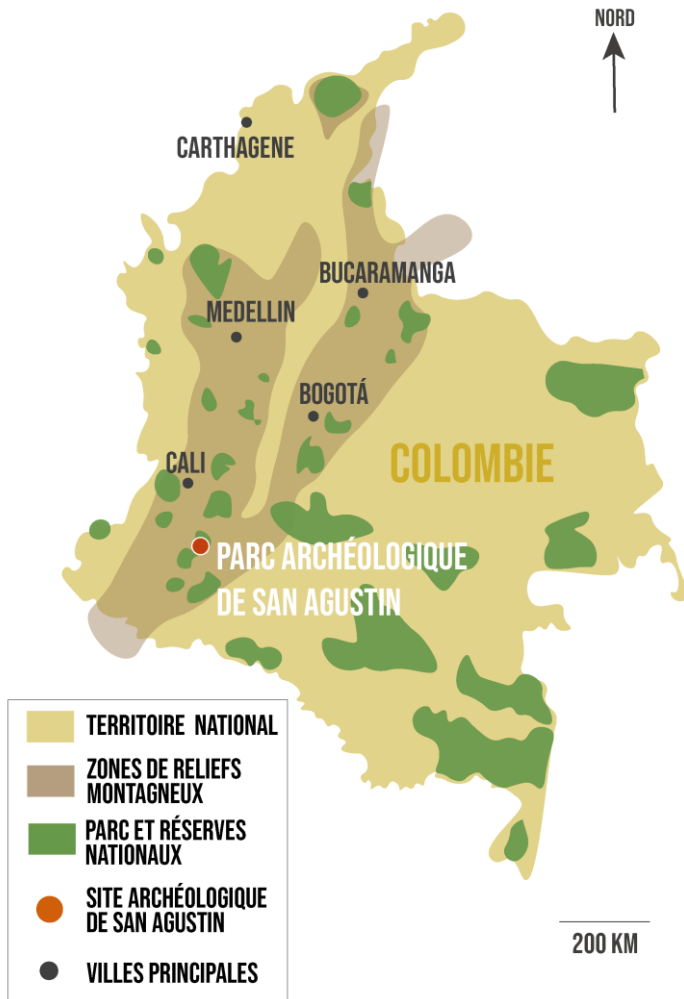 NORD
CARTHAGENE
BUCARAMANGA
MEDELLIN
BOGOTÁ
COLOMBIE
CALI
PARC ARCHÉOLOGIQUE
DE SAN AGUSTIN
TERRITOIRE NATIONAL
ZONES DE RELIEFS
MONTAGNEUX
PARC ET RÉSERVES
NATIONAUX
SITE ARCHÉOLOGIQUE
DE SAN AGUSTIN
VILLES PRINCIPALES
200 KM